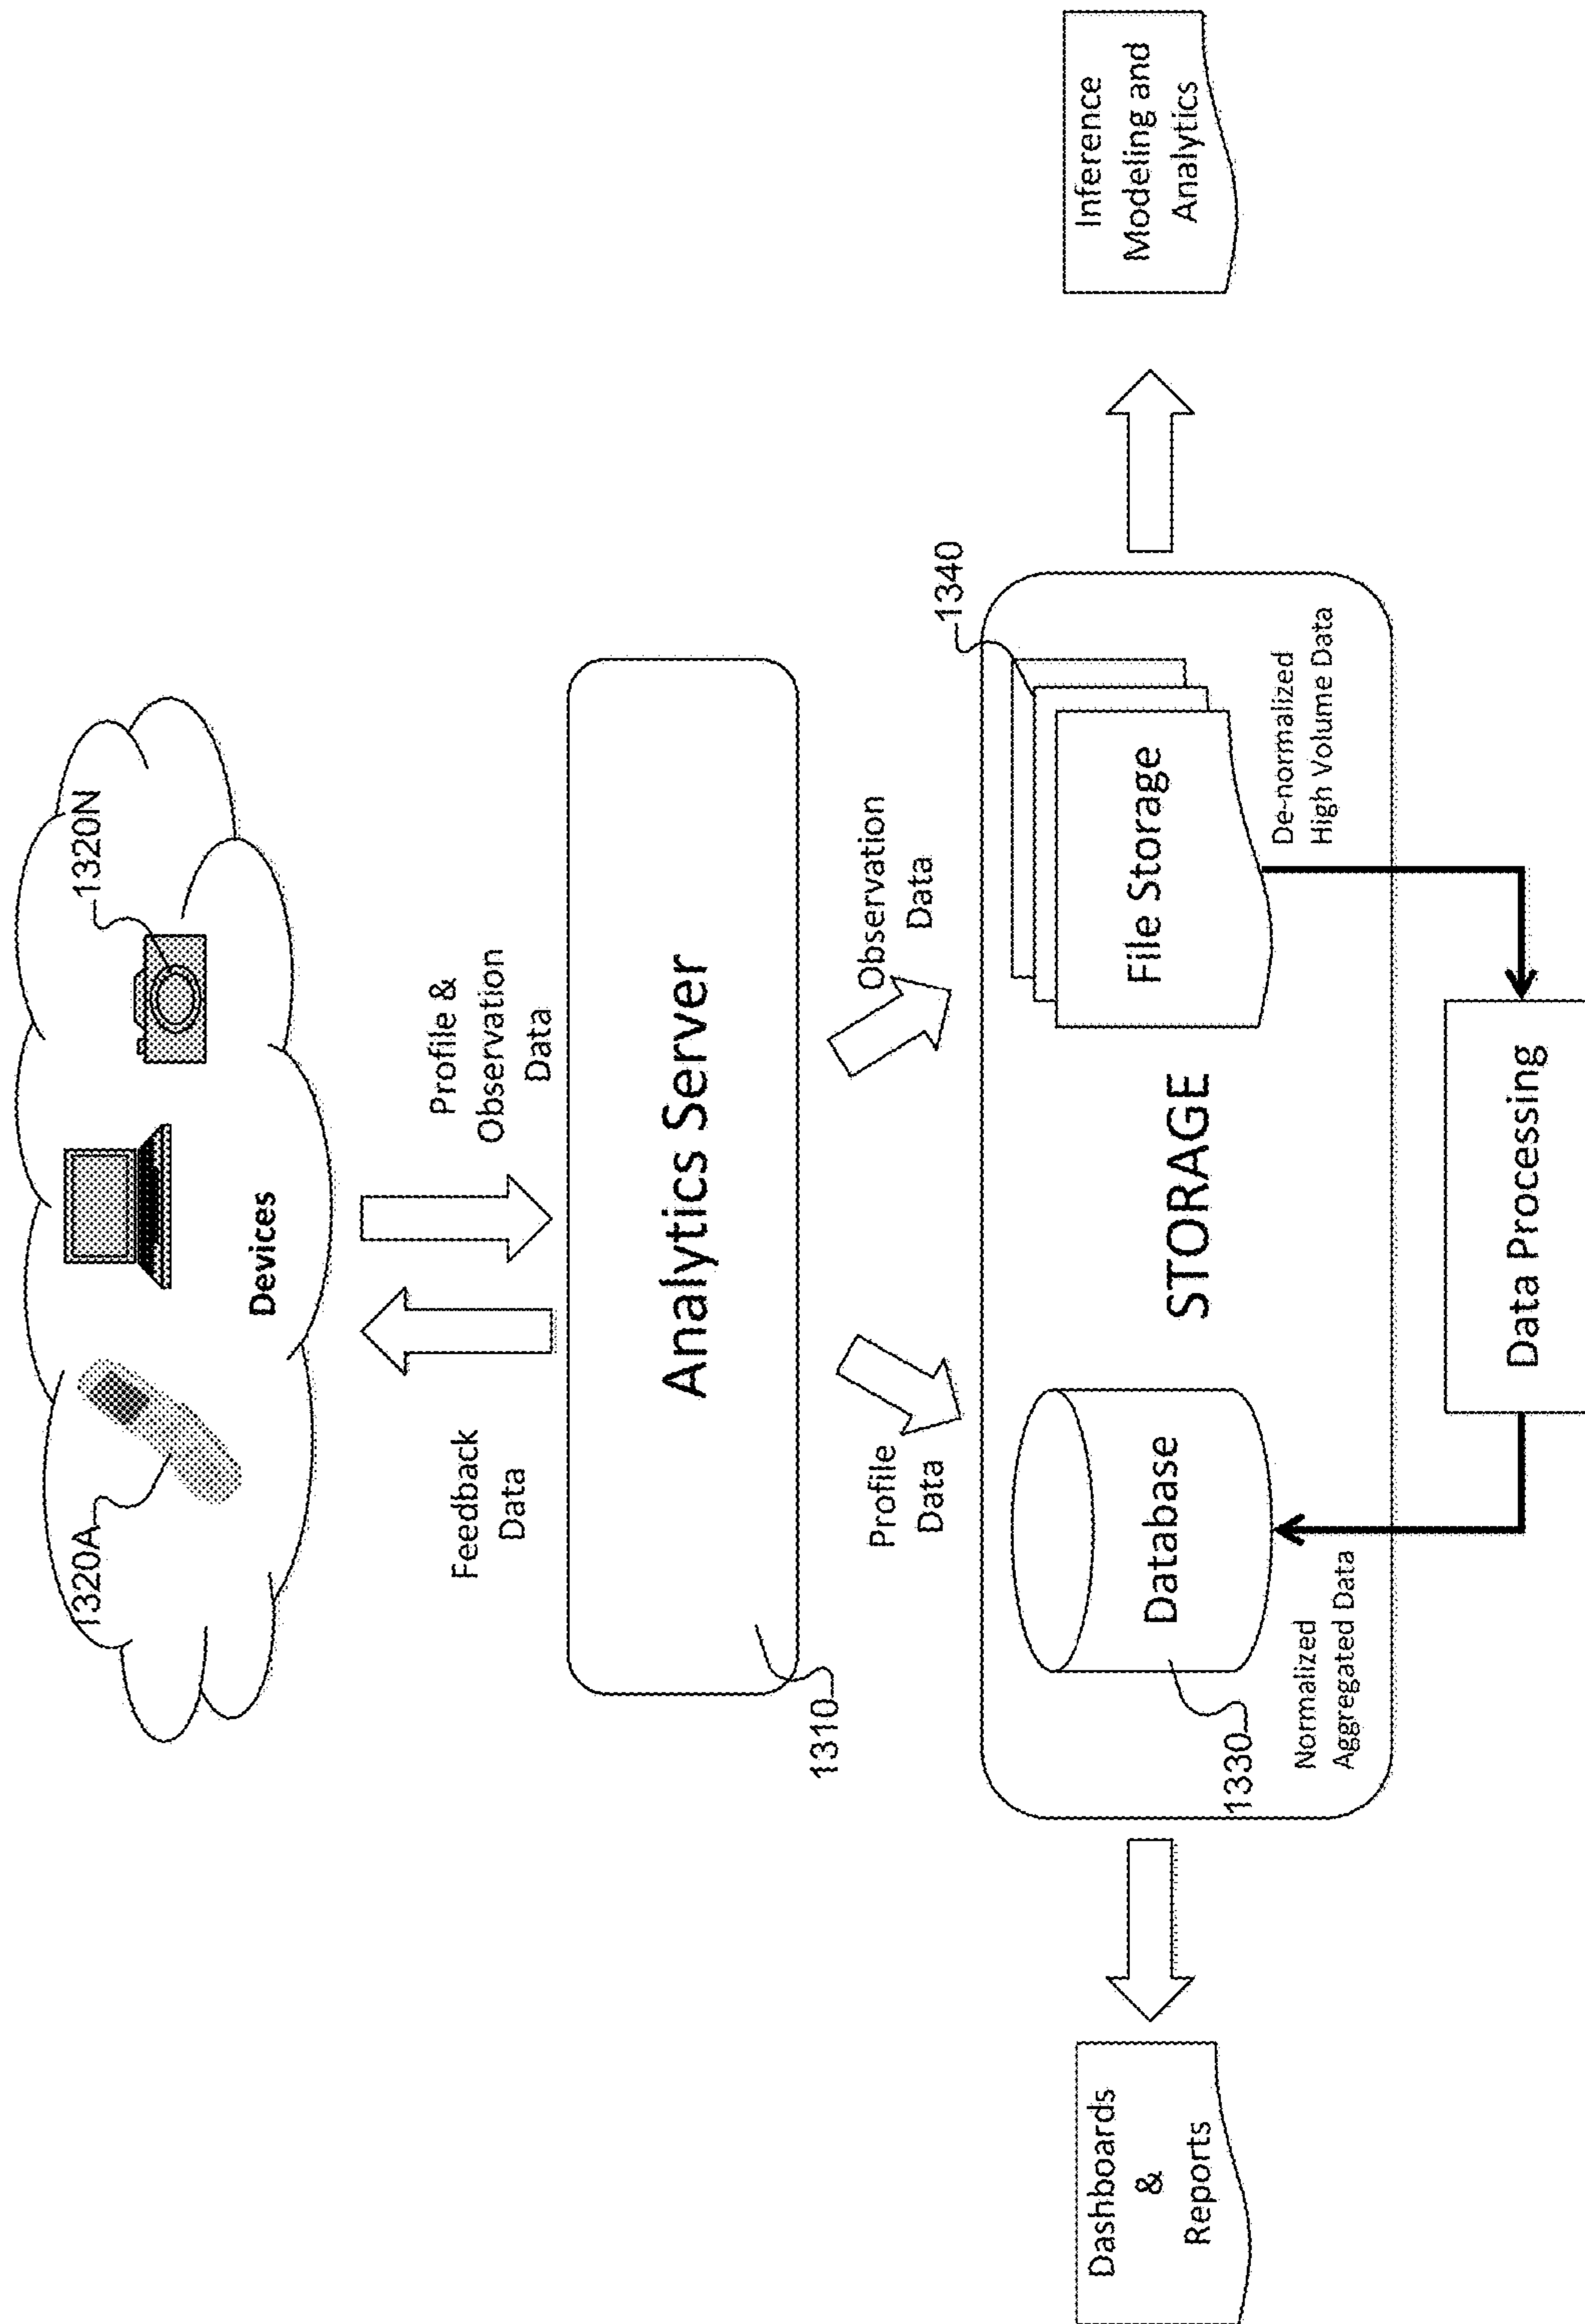 1320A
1320N
Devices
Feedback
Data
Profile &
Observation
Data
1310
Analytics Server
Profile
Data
Observation
Data
1340
Dashboards
&
Reports
Database
STORAGE
File Storage
1330
Normalized
Aggregated Data
De-normalized
High Volume Data
Inference
Modeling and
Analytics
Data Processing